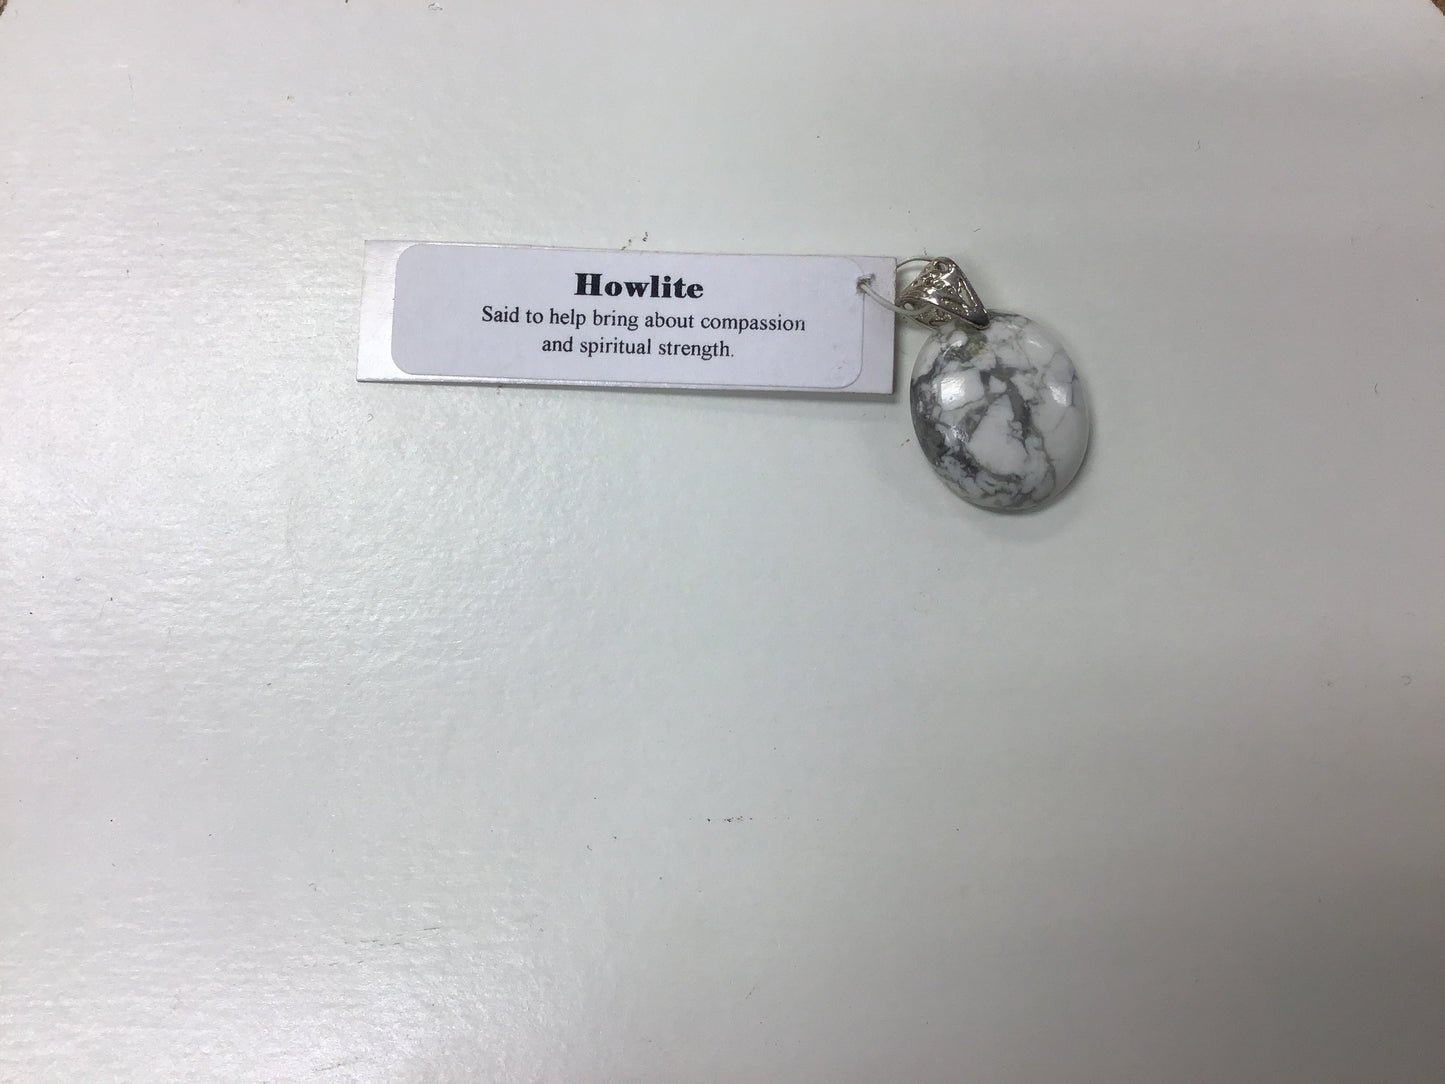 Howlite
Said to help bring about compassion
and spiritual strength.